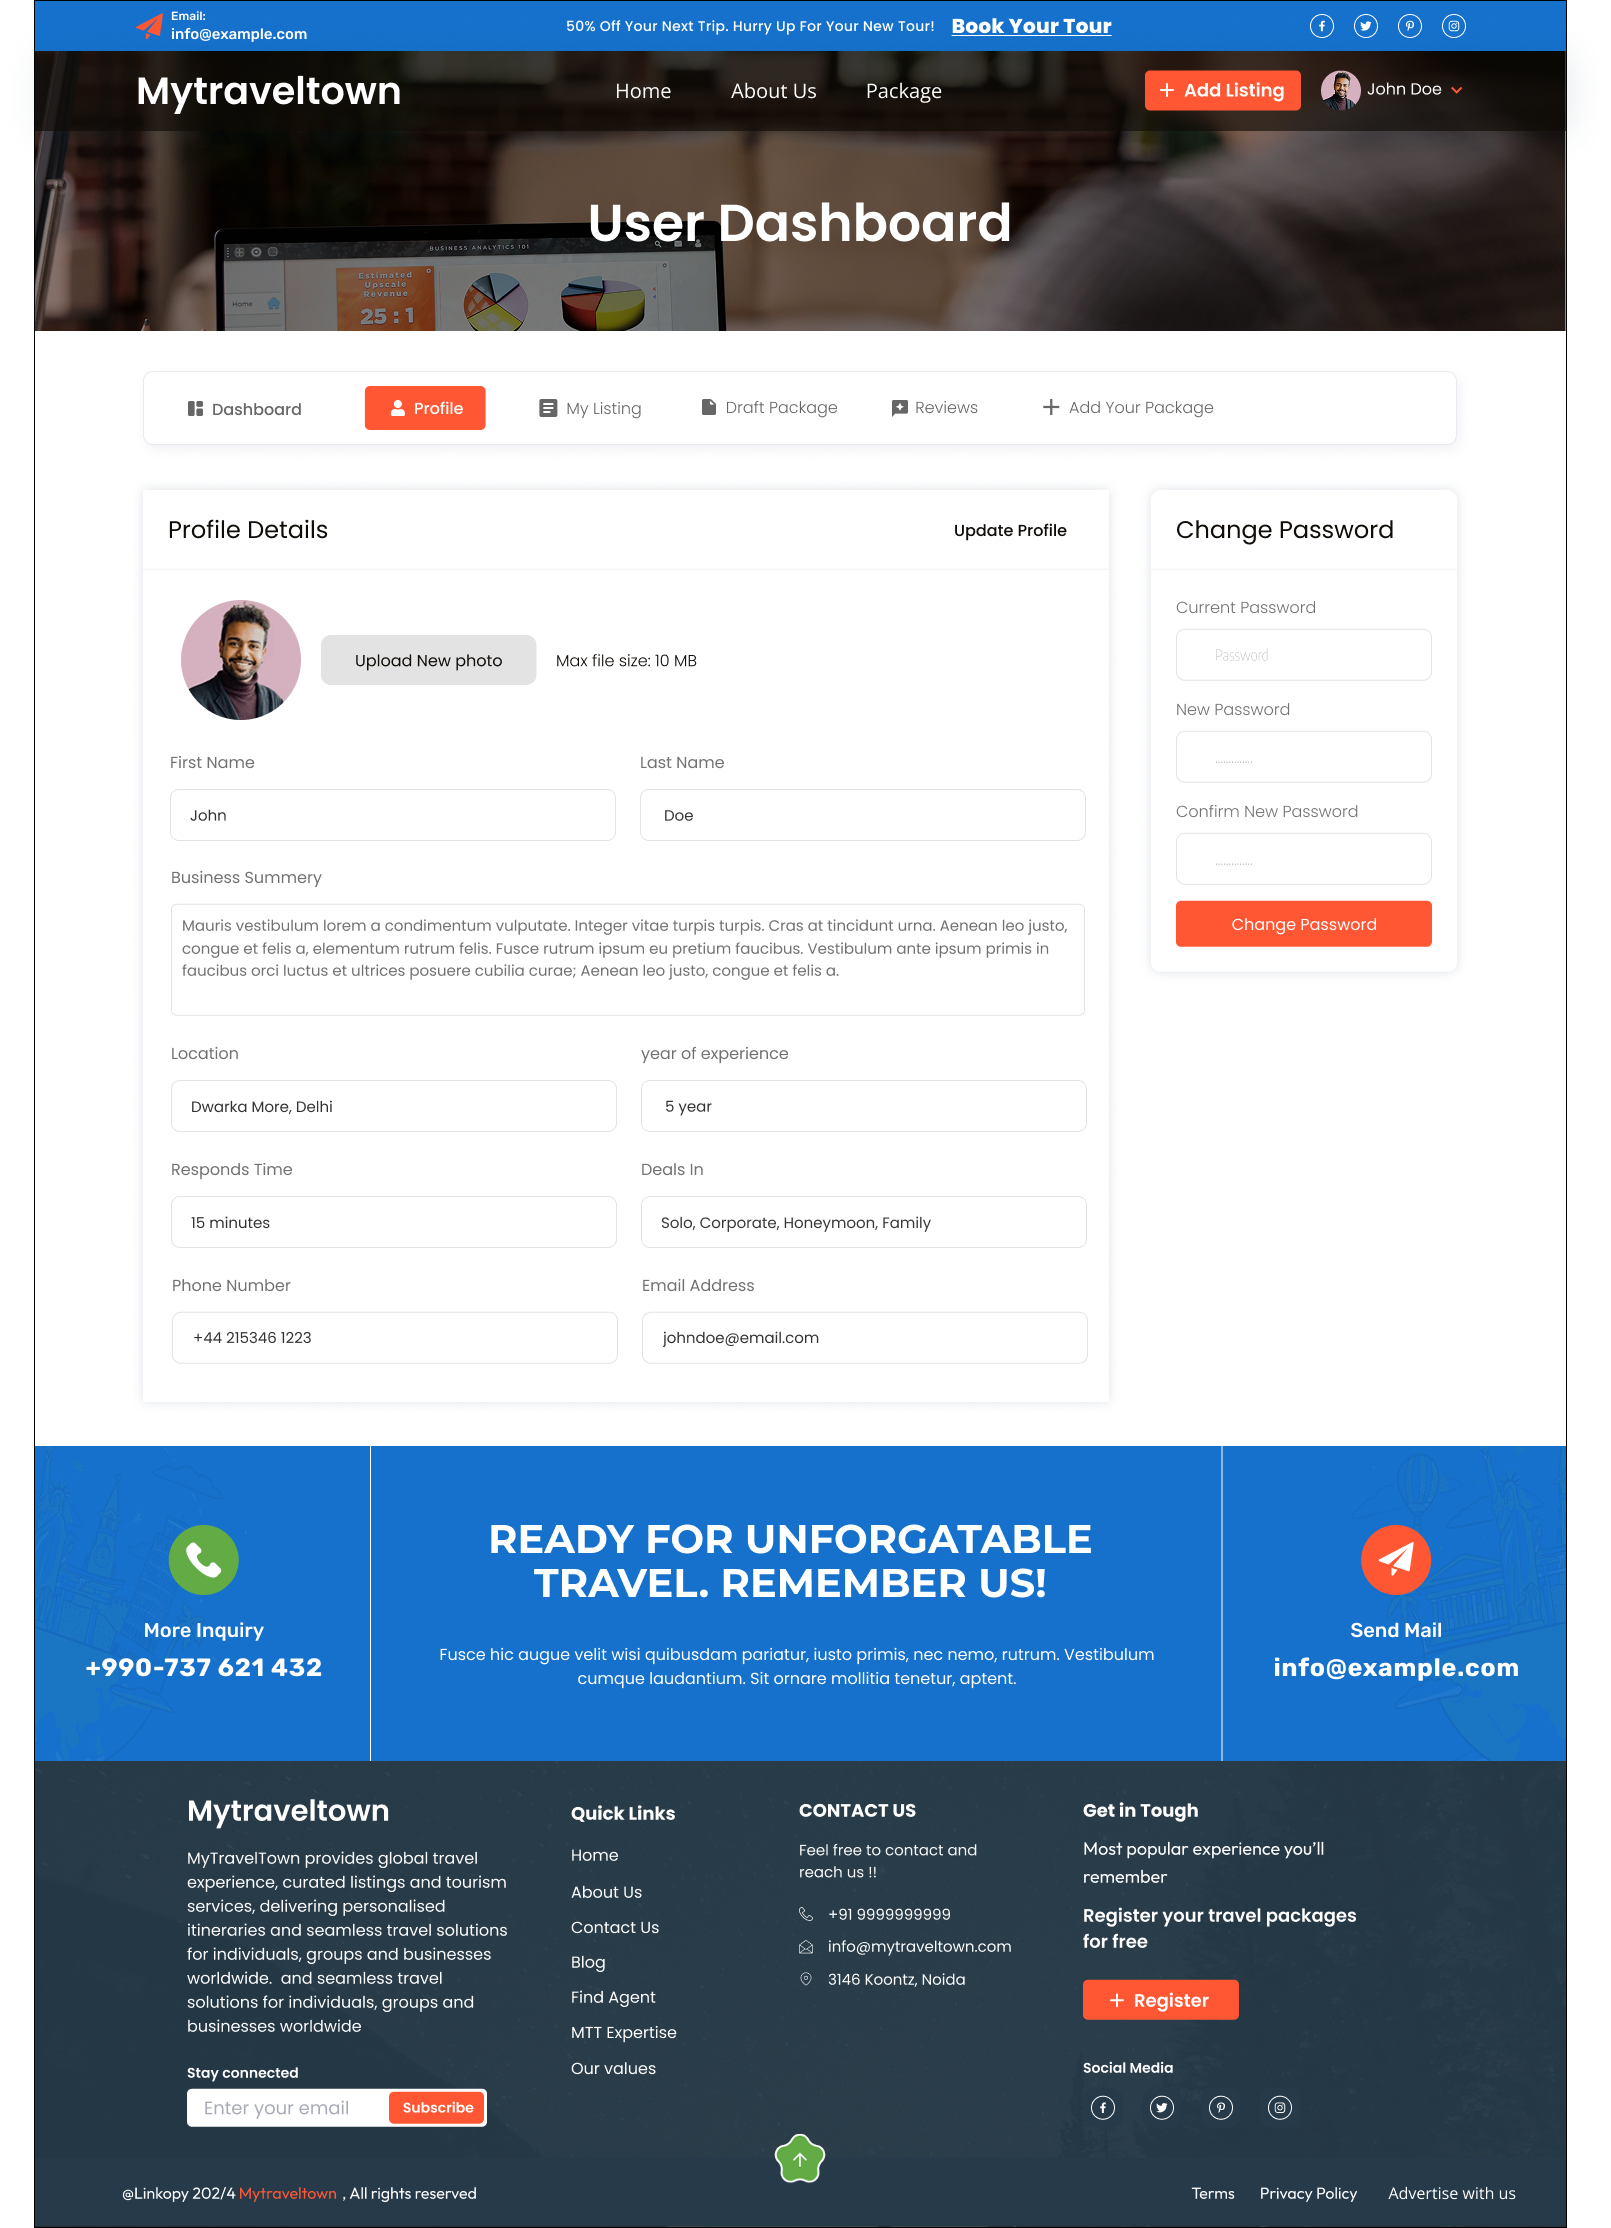 Email:
info@example.com
50% Off Your Next Trip. Hurry Up For Your New Tour!
Book Your Tour
Mytraveltown
Home
About Us
Package
Add Listing
John Doe
User Dashboard
BUSINESS ANALYTICS 101
Home
Estimated
Upscale
Revenue
25 : 1
Dashboard
Profile
My Listing
Draft Package
Reviews
Add Your Package
Profile Details
Update Profile
Upload New photo
Max file size: 10 MB
First Name
Last Name
John
Doe
Business Summery
Mauris vestibulum lorem a condimentum vulputate. Integer vitae turpis turpis. Cras at tincidunt urna. Aenean leo justo,
congue et felis a, elementum rutrum felis. Fusce rutrum ipsum eu pretium faucibus. Vestibulum ante ipsum primis in
faucibus orci luctus et ultrices posuere cubilia curae; Aenean leo justo, congue et felis a.
Location
year of experience
Dwarka More, Delhi
5 year
Responds Time
Deals In
15 minutes
Solo, Corporate, Honeymoon, Family
Phone Number
Email Address
+44 215346 1223
johndoe@email.com
Change Password
Current Password
Password
New Password
..............
Confirm New Password
..............
Change Password
More Inquiry
+990-737 621 432
READY FOR UNFORGATABLE
TRAVEL. REMEMBER US!
Fusce hic augue velit wisi quibusdam pariatur, iusto primis, nec nemo, rutrum. Vestibulum
cumque laudantium. Sit ornare mollitia tenetur, aptent.
Send Mail
info@example.com
Mytraveltown
MyTravelTown provides global travel
experience, curated listings and tourism
services, delivering personalised
itineraries and seamless travel solutions
for individuals, groups and businesses
worldwide.  and seamless travel
solutions for individuals, groups and
businesses worldwide
Stay connected
Enter your email
Subscribe
Quick Links
Home
About Us
Contact Us
Blog
Find Agent
MTT Expertise
Our values
CONTACT US
Feel free to contact and
reach us !!
+91 9999999999
info@mytraveltown.com
3146 Koontz, Noida
Get in Tough
Most popular experience you'll
remember
Register your travel packages
for free
Register
Social Media
@Linkopy 202/4 Mytraveltown , All rights reserved
Terms
Privacy Policy
Advertise with us